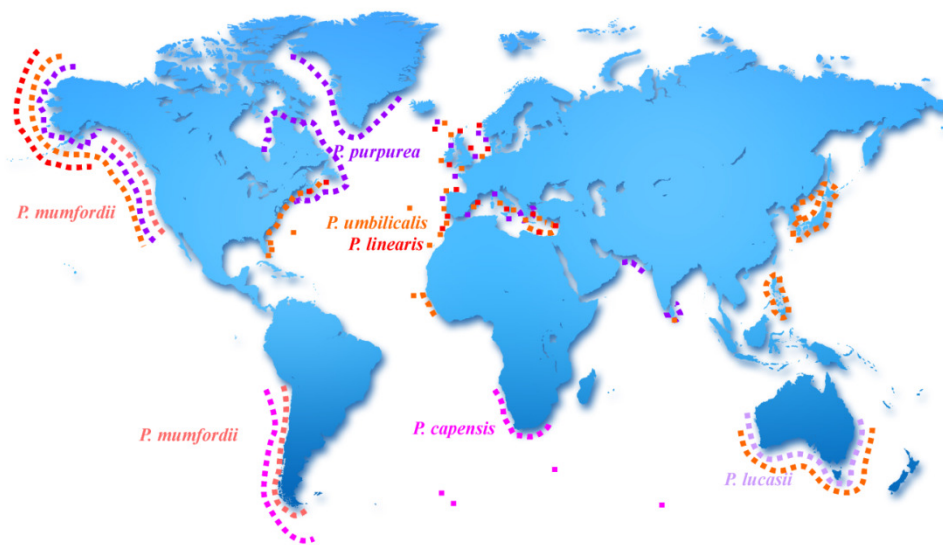 P. purpurea
P. mumfordii
P. umbilicalis
P. linearis
P. mumfordii
P. capensis
P. lucasii